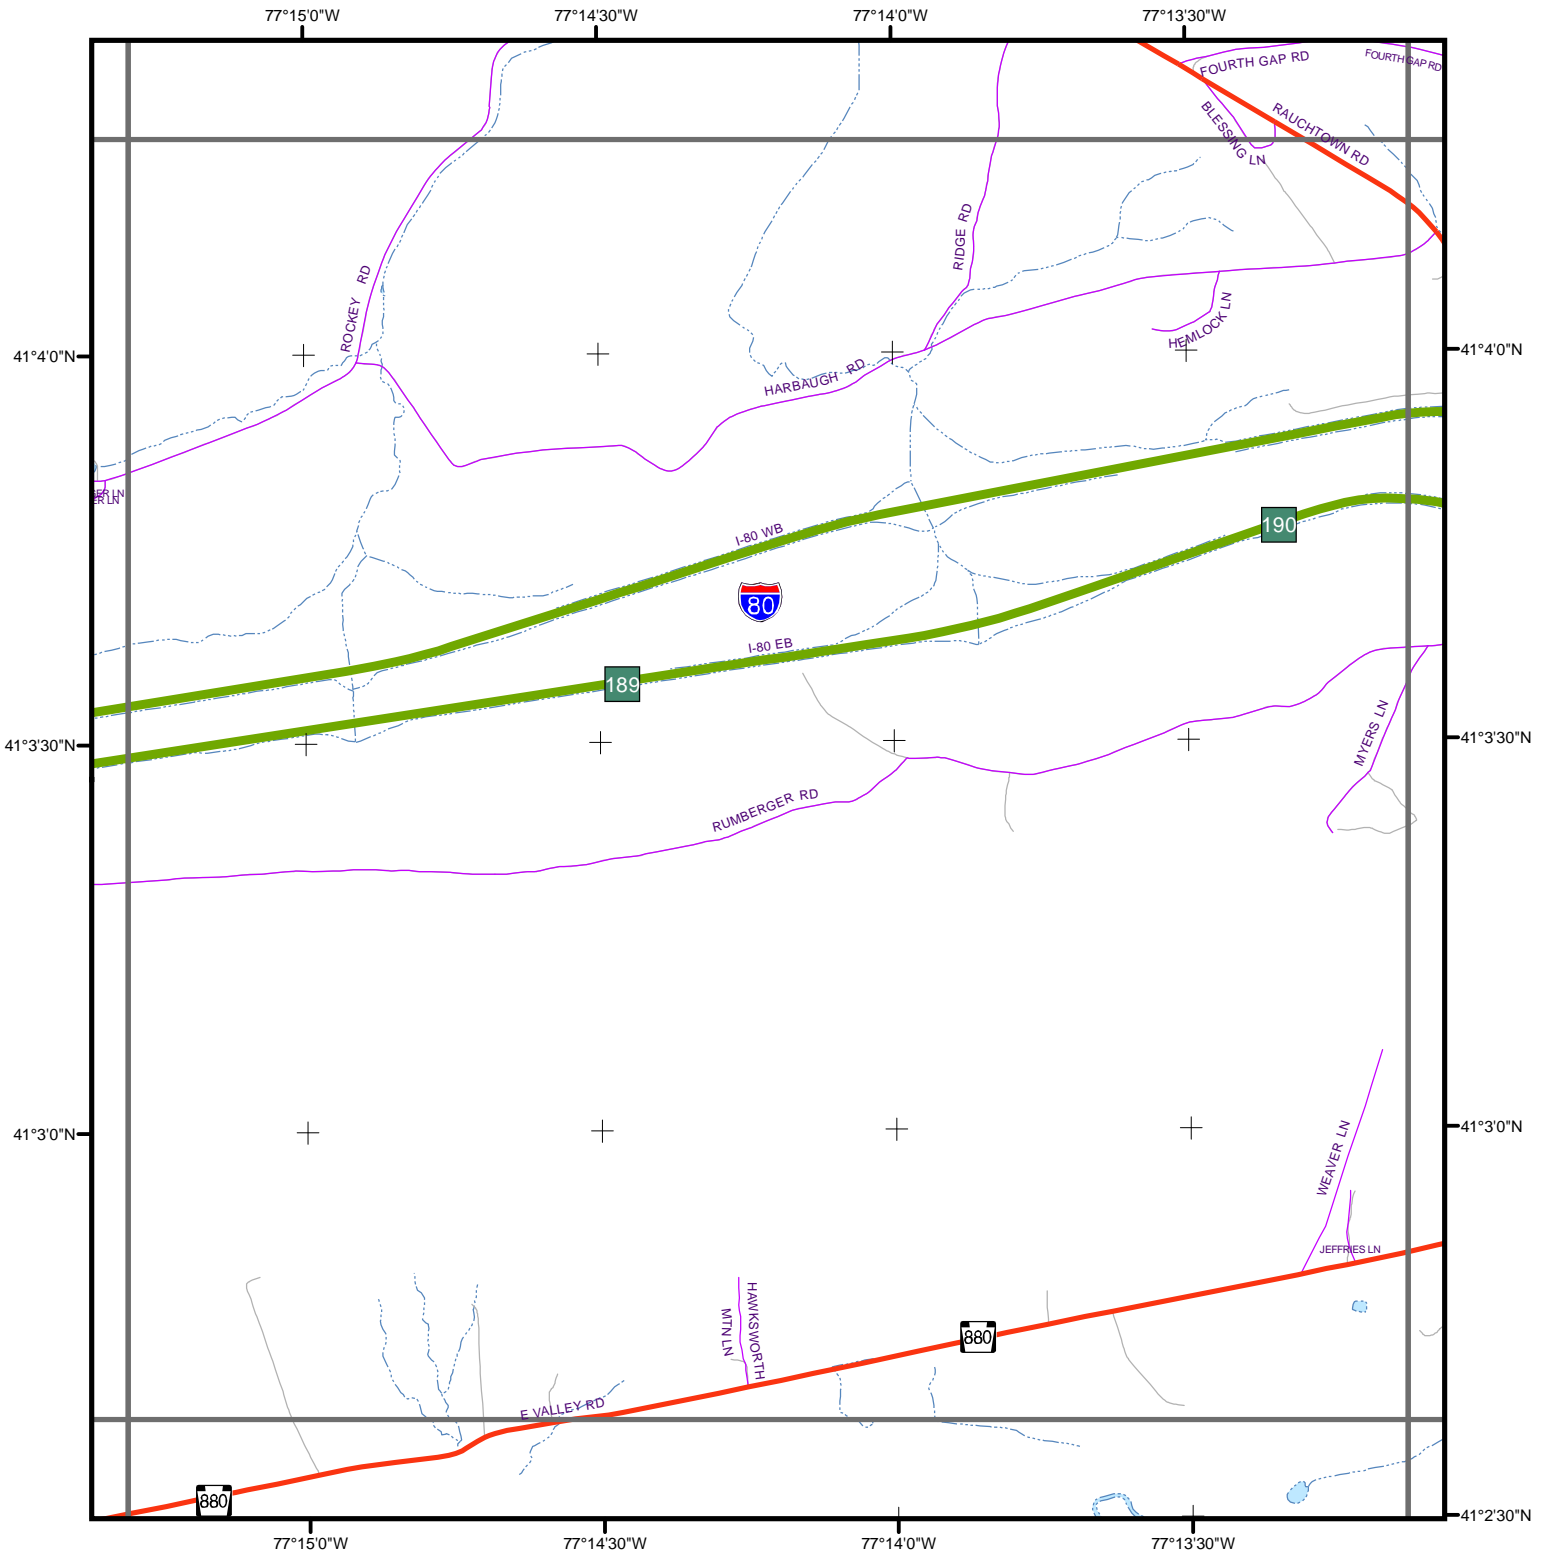 77°15'0"W
77°14'30"W
77°14'0"W
77°13'30"W
FOURTH GAP RD
FOURTH GAP RD
BLESSING LN
RAUCHTOWN RD
RIDGE RD
ROCKEY RD
HEMLOCK LN
41°4'0"N
41°4'0"N
HARBAUGH RD
ER LN
ER LN
190
I-80 WB
80
I-80 EB
189
41°3'30"N
41°3'30"N
MYERS LN
RUMBERGER RD
41°3'0"N
41°3'0"N
WEAVER LN
JEFFRIES LN
HAWKSWORTH
MTN LN
880
E VALLEY RD
880
41°2'30"N
77°15'0"W
77°14'30"W
77°14'0"W
77°13'30"W